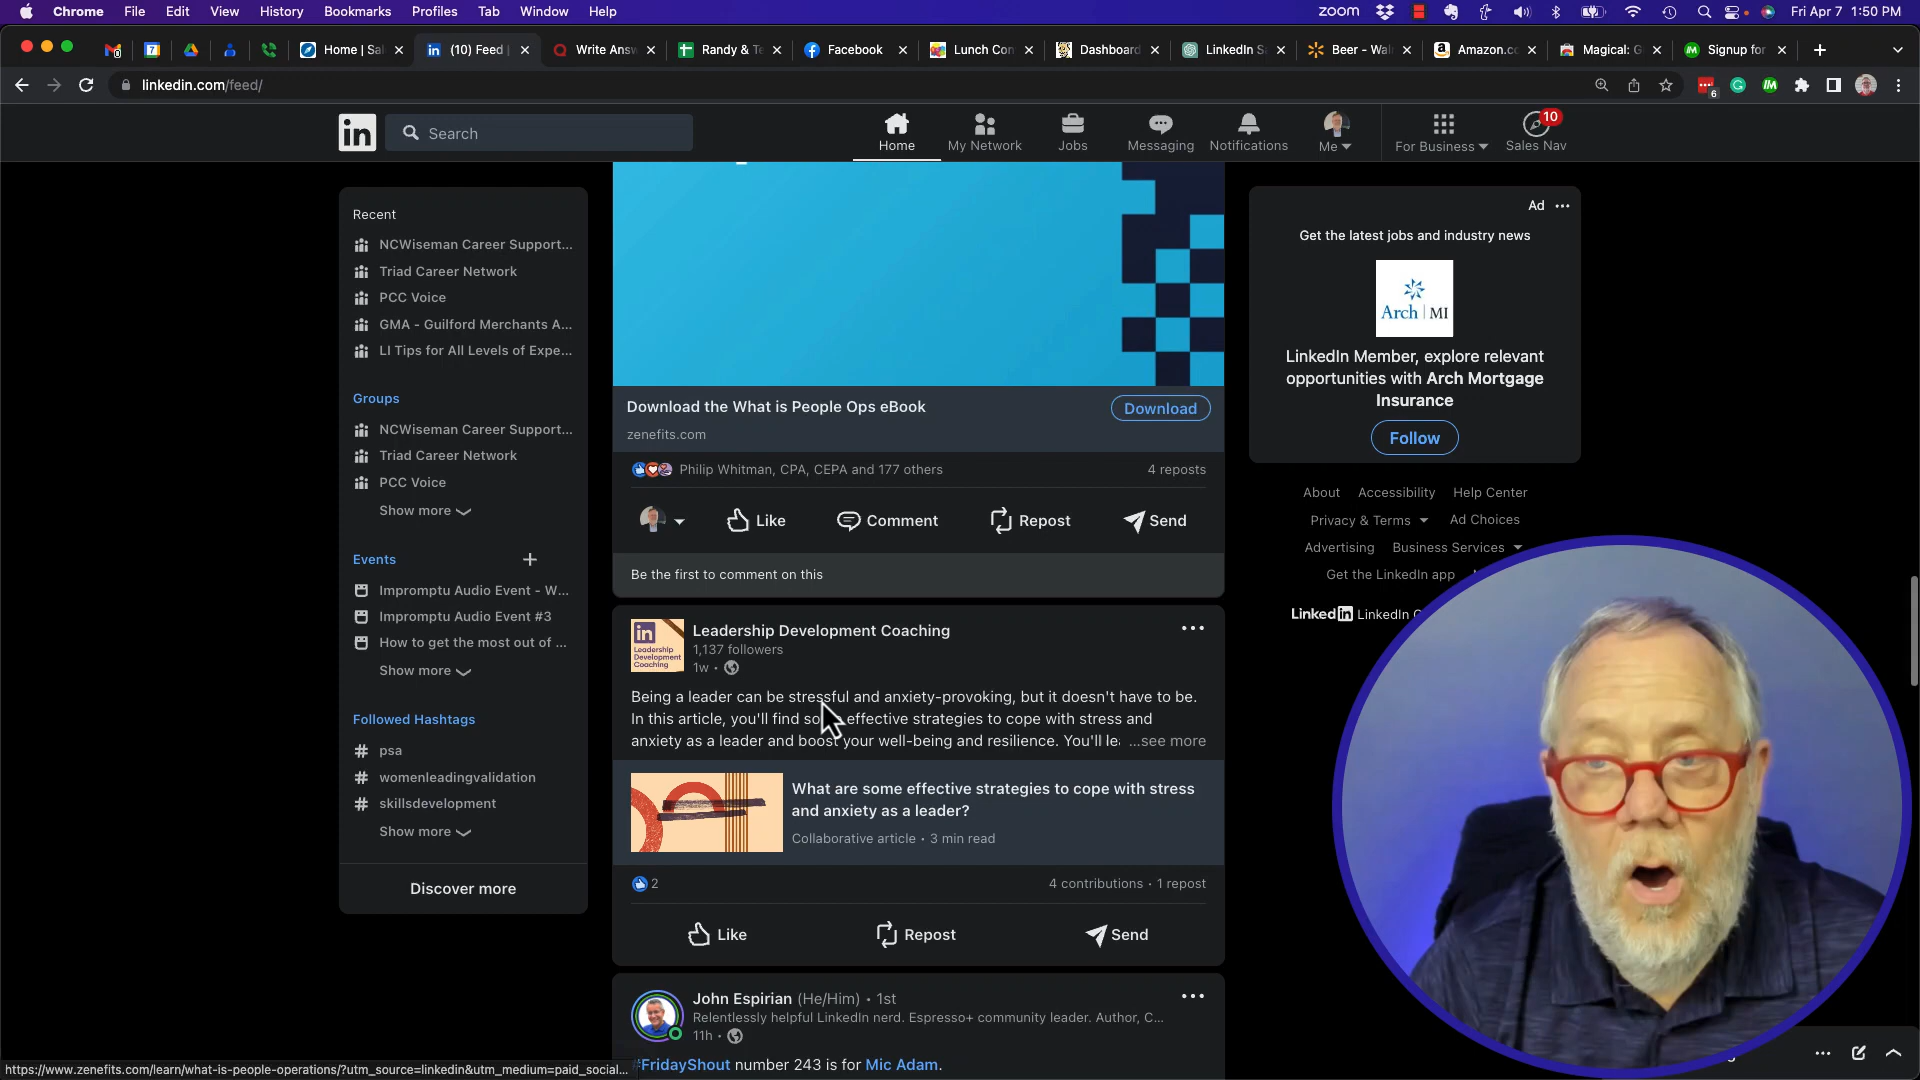 Chrome File Edit View History Bookmarks Profiles Tab Window Help
zoom Fri Apr 7 1:50 PM
Home | Sal
(10) Feed |
Write Answ
Randy & Te
Facebook
Lunch Con
Dashboard
LinkedIn S
Beer - Wal
Amazon.co
Magical: G
Signup for
linkedin.com/feed/
6
in
Search
Home
My Network
Jobs
Messaging
Notifications
Me
For Business
10
Sales Nav
Recent
NCWiseman Career Support...
Triad Career Network
PCC Voice
GMA - Guilford Merchants A...
LI Tips for All Levels of Expe...
Groups
NCWiseman Career Support...
Triad Career Network
PCC Voice
Show more
Events
Impromptu Audio Event - W...
Impromptu Audio Event #3
How to get the most out of ...
Show more
Followed Hashtags
# psa
# womenleadingvalidation
# skillsdevelopment
Show more
Discover more
Download the What is People Ops eBook
Download
zenefits.com
Philip Whitman, CPA, CEPA and 177 others
4 reposts
Like Comment Repost Send
Be the first to comment on this
in
Leadership
Development
Coaching
Leadership Development Coaching
1,137 followers
1w •
Being a leader can be stressful and anxiety-provoking, but it doesn't have to be.
In this article, you'll find so effective strategies to cope with stress and
anxiety as a leader and boost your well-being and resilience. You'll le ...see more
What are some effective strategies to cope with stress
and anxiety as a leader?
Collaborative article • 3 min read
2
4 contributions • 1 repost
Like Repost Send
John Espirian (He/Him) • 1st
Relentlessly helpful LinkedIn nerd. Espresso+ community leader. Author, C...
11h •
#FridayShout number 243 is for Mic Adam.
Ad
Get the latest jobs and industry news
Arch | MI
LinkedIn Member, explore relevant
opportunities with Arch Mortgage
Insurance
Follow
About Accessibility Help Center
Privacy & Terms Ad Choices
Advertising Business Services
Get the LinkedIn app
LinkedIn LinkedIn C
https://www.zenefits.com/learn/what-is-people-operations/?utm_source=linkedin&utm_medium=paid_social...